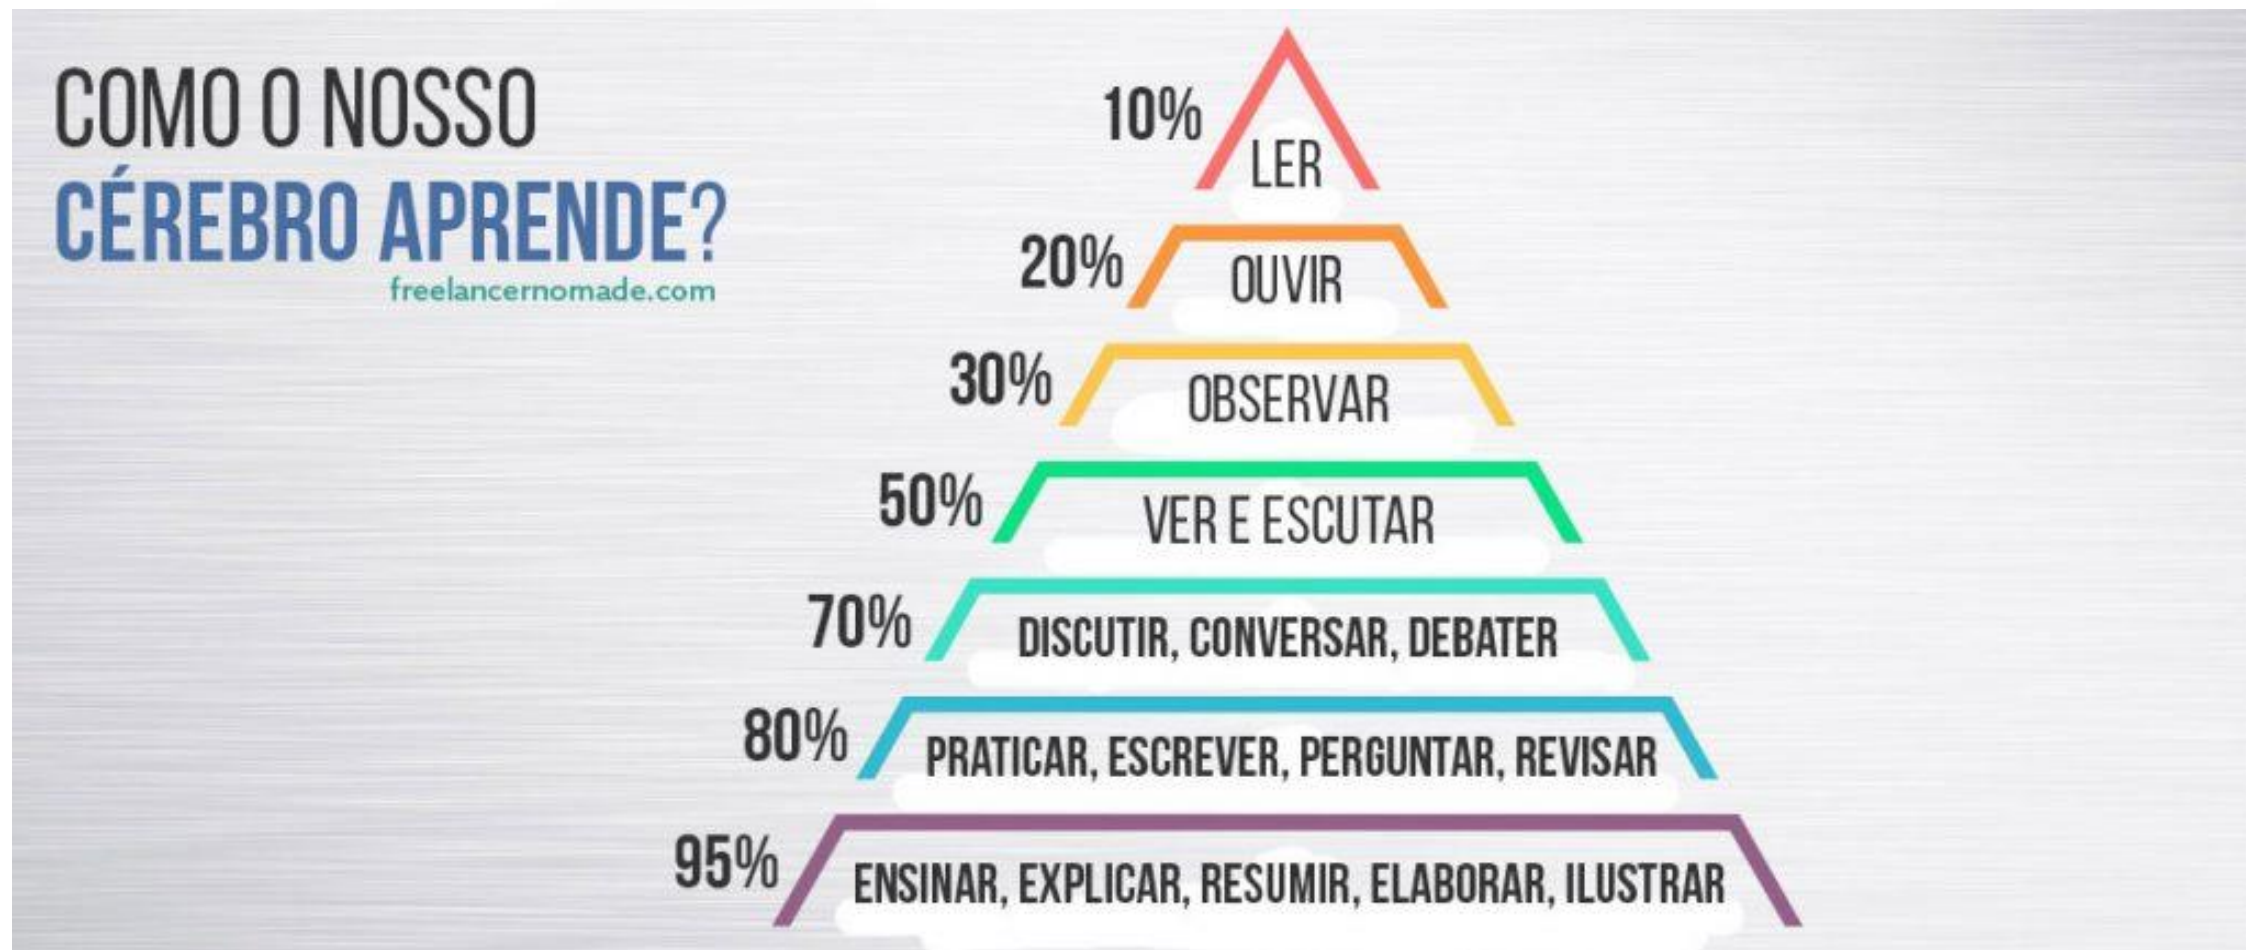 COMO O NOSSO
CÉREBRO APRENDE?
freelancernomade.com
10%
LER
20%
OUVIR
30%
OBSERVAR
50%
VER E ESCUTAR
70%
DISCUTIR, CONVERSAR, DEBATER
80%
PRATICAR, ESCREVER, PERGUNTAR, REVISAR
95%
ENSINAR, EXPLICAR, RESUMIR, ELABORAR, ILUSTRAR